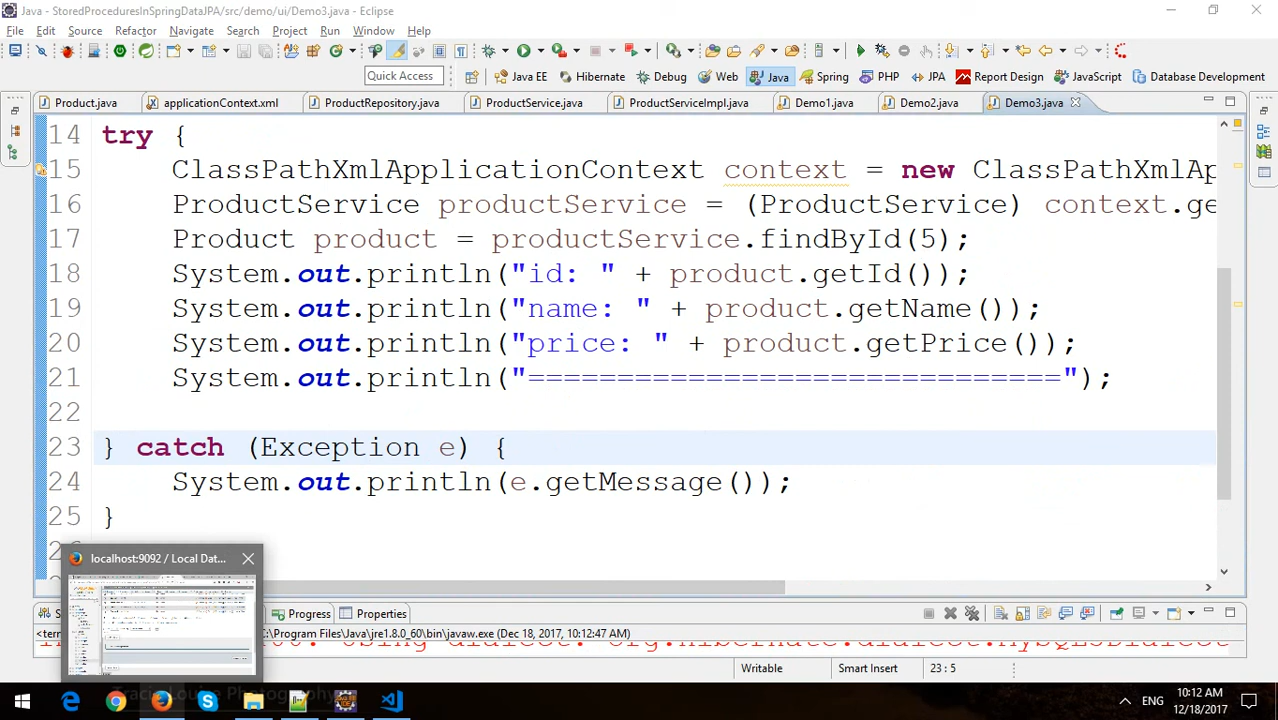 Java - StoredProceduresInSpringDataJPA/src/demo/ui/Demo3.java - Eclipse
File Edit Source Refactor Navigate Search Project Run Window Help
Quick Access Java EE Hibernate Debug Web Java Spring PHP JPA Report Design JavaScript Database Development
Product.java applicationContext.xml ProductRepository.java ProductService.java ProductServiceImpl.java Demo1.java Demo2.java Demo3.java
14 try {
15 ClassPathXmlApplicationContext context = new ClassPathXmlAp
16 ProductService productService = (ProductService) context.ge
17 Product product = productService.findById(5);
18 System.out.println("id: " + product.getId());
19 System.out.println("name: " + product.getName());
20 System.out.println("price: " + product.getPrice());
21 System.out.println("==============================");
22
23 } catch (Exception e) {
24 System.out.println(e.getMessage());
25 }
localhost:9092 / Local Dat...
Progress Properties
C:\Program Files\Java\jre1.8.0_60\bin\javaw.exe (Dec 18, 2017, 10:12:47 AM)
Writable Smart Insert 23 : 5
Tracie Louise Photography
ENG 10:12 AM
12/18/2017